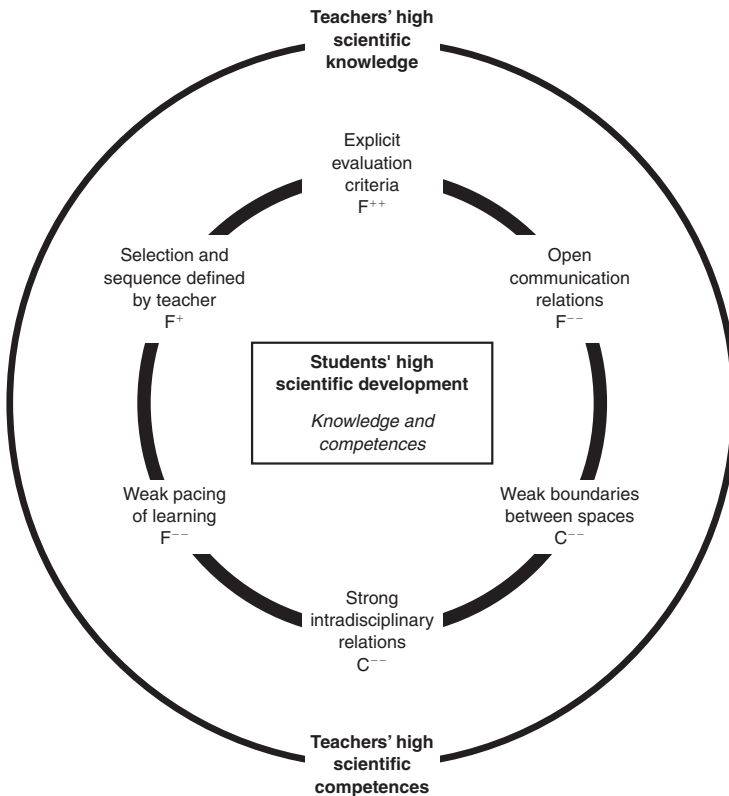 Teachers' high
scientific
knowledge
Explicit
evaluation
criteria
F⁺⁺
Selection and
sequence defined
by teacher
F⁺
Open
communication
relations
F⁻⁻
Students' high
scientific development
Knowledge and
competences
Weak pacing
of learning
F⁻⁻
Weak boundaries
between spaces
C⁻⁻
Strong
intradisciplinary
relations
C⁻⁻
Teachers' high
scientific
competences